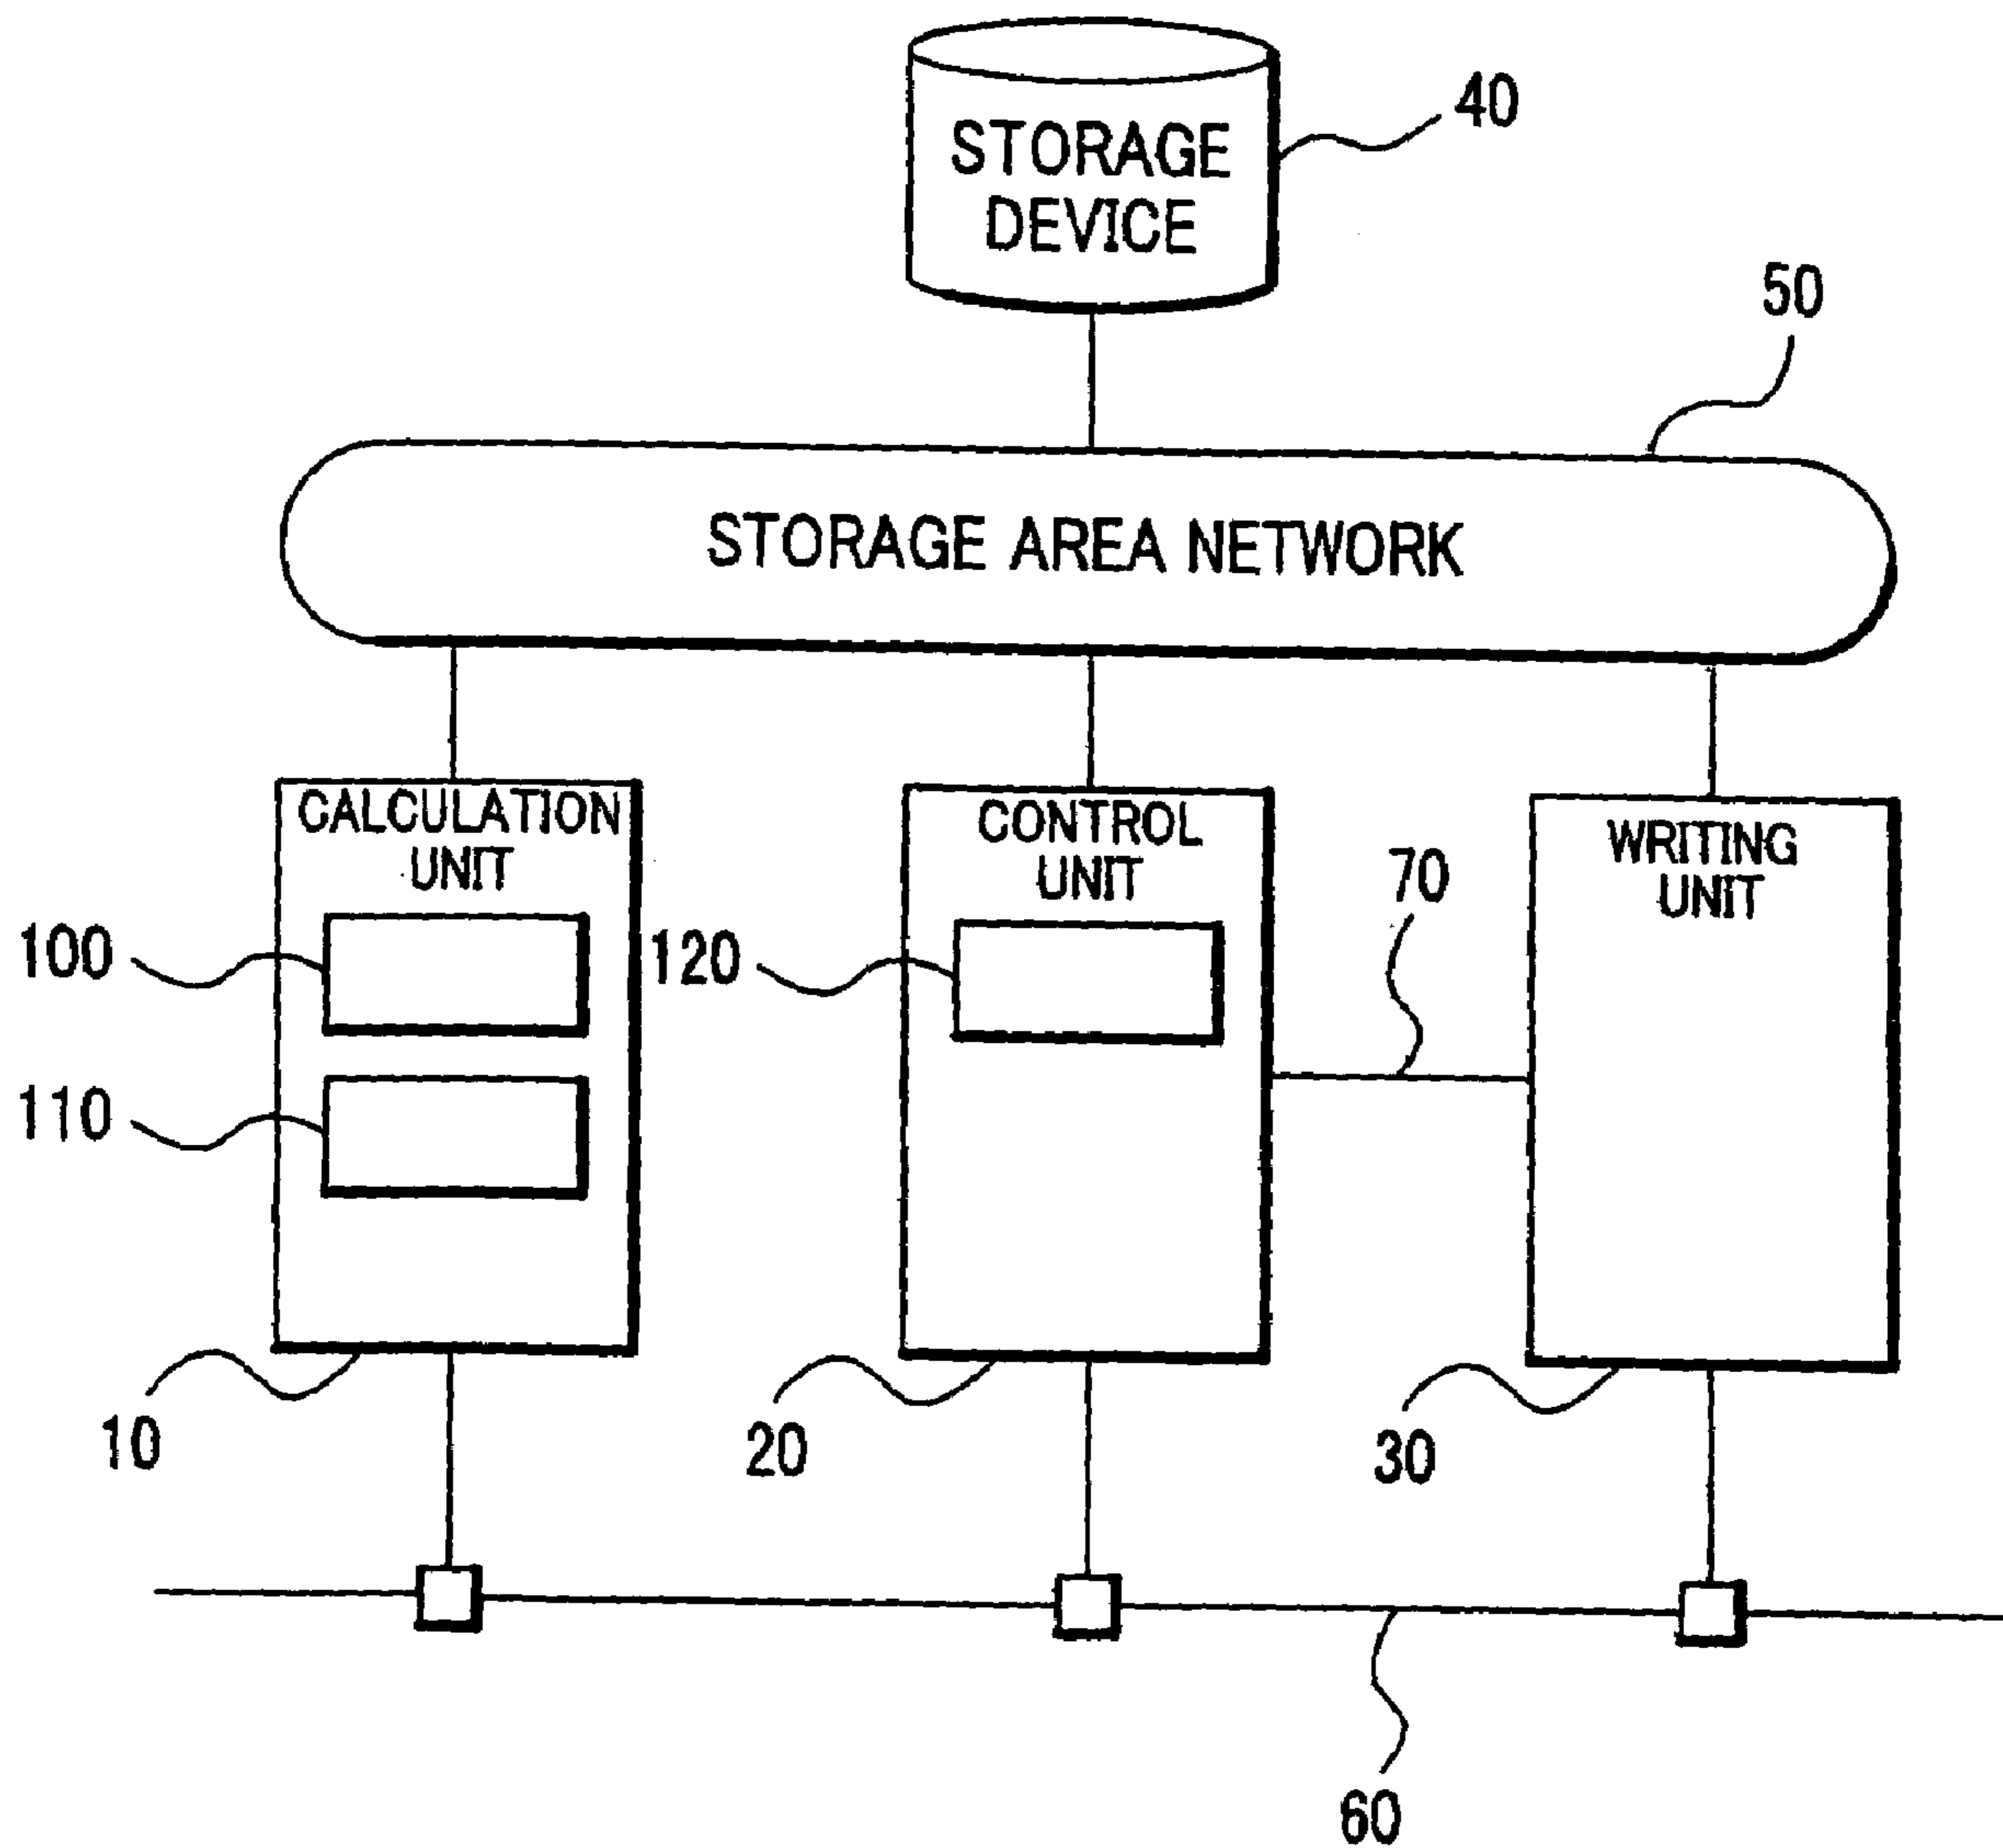 STORAGE
DEVICE
40
50
STORAGE AREA NETWORK
CALCULATION
UNIT
CONTROL
UNIT
WRITING
UNIT
70
100
120
110
10
20
30
60